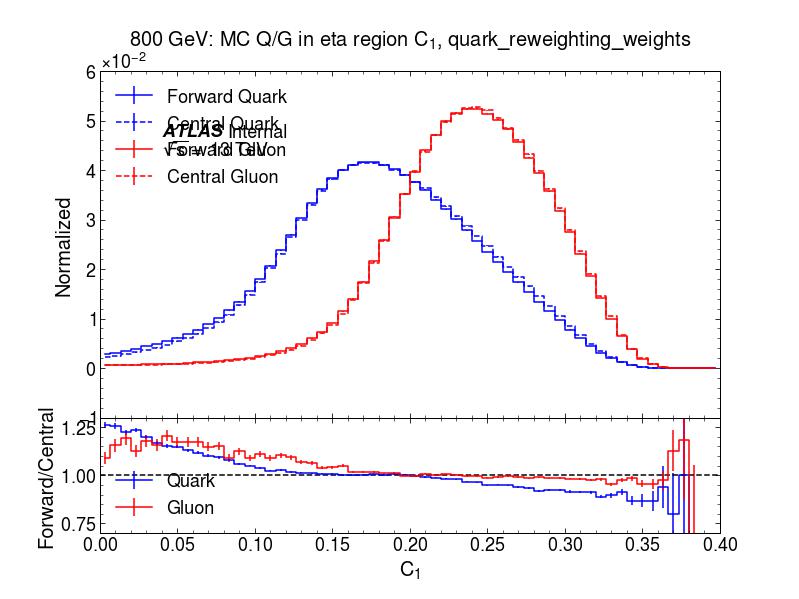 800 GeV: MC Q/G in eta region C₁, quark_reweighting_weights
×10⁻²
6
5
4
3
2
1
0
−1
Normalized
Forward Quark
Central Quark
ATLAS Internal
√s = 13 TeV
Forward Gluon
Central Gluon
1.25
1.00
0.75
Forward/Central
Quark
Gluon
0.00 0.05 0.10 0.15 0.20 0.25 0.30 0.35 0.40
C₁